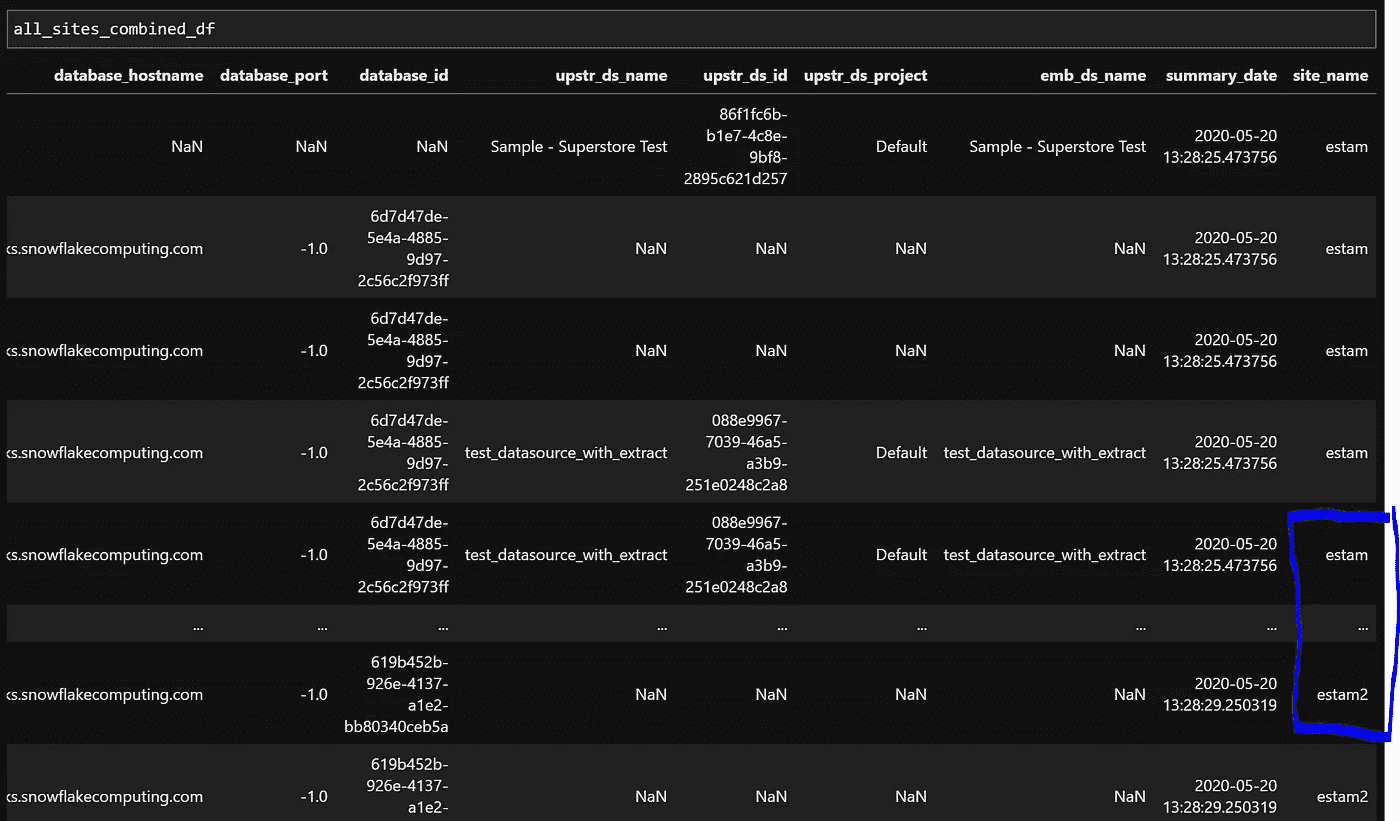 all_sites_combined_df
database_hostname database_port database_id upstr_ds_name upstr_ds_id upstr_ds_project emb_ds_name summary_date site_name
NaN NaN NaN Sample - Superstore Test 86f1fc6b-b1e7-4c8e-9bf8-2895c621d257 Default Sample - Superstore Test 2020-05-20 13:28:25.473756 estam
ks.snowflakecomputing.com -1.0 6d7d47de-5e4a-4885-9d97-2c56c2f973ff NaN NaN NaN NaN 2020-05-20 13:28:25.473756 estam
ks.snowflakecomputing.com -1.0 6d7d47de-5e4a-4885-9d97-2c56c2f973ff NaN NaN NaN NaN 2020-05-20 13:28:25.473756 estam
ks.snowflakecomputing.com -1.0 6d7d47de-5e4a-4885-9d97-2c56c2f973ff test_datasource_with_extract 088e9967-7039-46a5-a3b9-251e0248c2a8 Default test_datasource_with_extract 2020-05-20 13:28:25.473756 estam
ks.snowflakecomputing.com -1.0 6d7d47de-5e4a-4885-9d97-2c56c2f973ff test_datasource_with_extract 088e9967-7039-46a5-a3b9-251e0248c2a8 Default test_datasource_with_extract 2020-05-20 13:28:25.473756 estam
... ... ... ... ... ... ... ... ...
ks.snowflakecomputing.com -1.0 619b452b-926e-4137-a1e2-bb80340ceb5a NaN NaN NaN NaN 2020-05-20 13:28:29.250319 estam2
ks.snowflakecomputing.com -1.0 619b452b-926e-4137-a1e2- NaN NaN NaN NaN 2020-05-20 13:28:29.250319 estam2